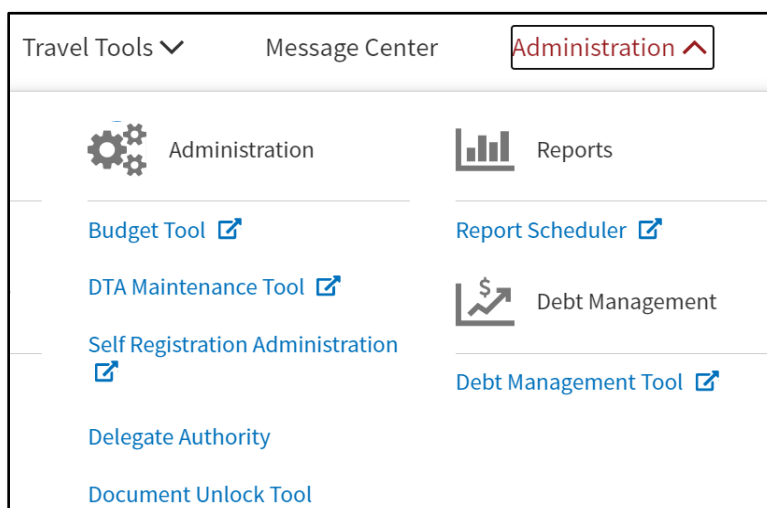 Travel Tools
Message Center
Administration
Administration
Budget Tool
DTA Maintenance Tool
Self Registration Administration
Delegate Authority
Document Unlock Tool
Reports
Report Scheduler
$
Debt Management
Debt Management Tool